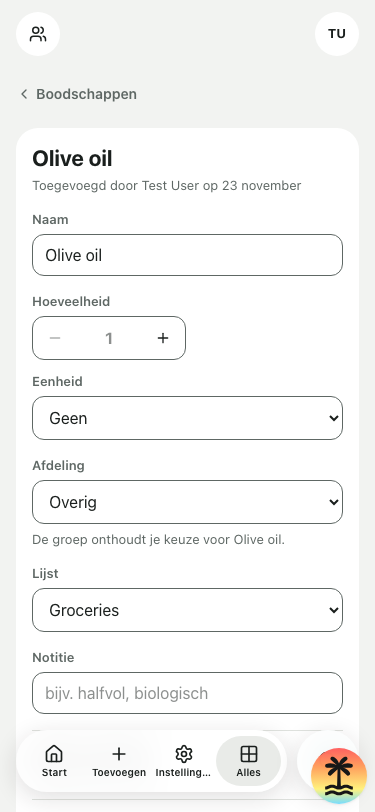 TU
Boodschappen
Olive oil
Toegevoegd door Test User op 23 november
Naam
Olive oil
Hoeveelheid
1
Eenheid
Geen
Afdeling
Overig
De groep onthoudt je keuze voor Olive oil.
Lijst
Groceries
Notitie
bijv. halfvol, biologisch
Start
Toevoegen
Instelling...
Alles